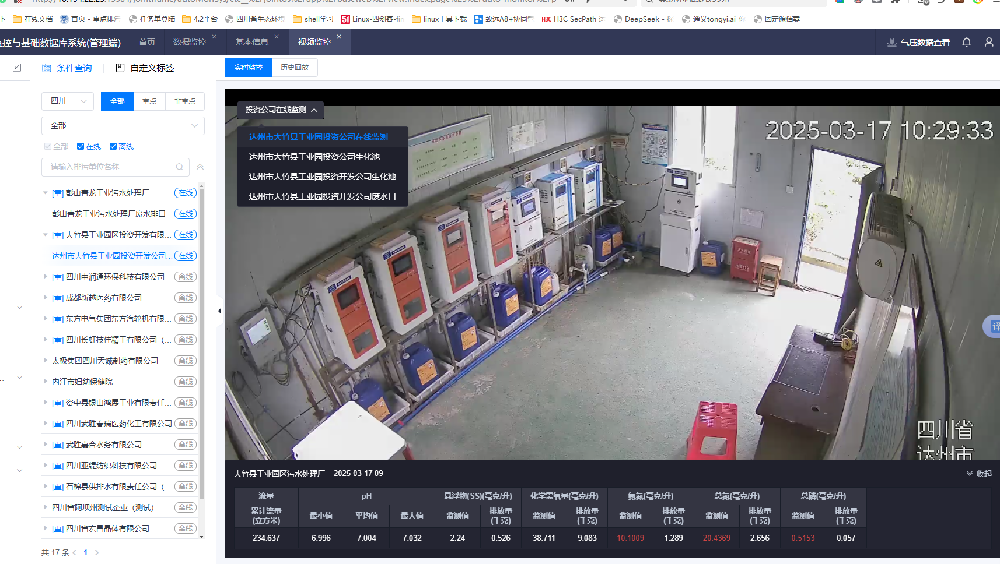 在线文档
首页 - 重点排污
任务单登陆
4.2平台
四川省生态环境
shell学习
Linux-四剑客-fin
linux工具下载
致远A8+协同管
H3C SecPath 运
DeepSeek - 探
通义tongyi.ai_你
固定源档案
监控与基础数据库系统(管理端)
首页
数据监控
基本信息
视频监控
气压数据查看
条件查询
自定义标签
实时监控
历史回放
四川
全部
重点
非重点
全部
全部
在线
离线
请输入排污单位名称
[重] 彭山青龙工业污水处理厂 在线
彭山青龙工业污水处理厂废水排口 在线
[重] 大竹县工业园区投资开发有限... 在线
达州市大竹县工业园投资开发公司... 在线
[重] 四川中润通环保科技有限公司 离线
[重] 成都新越医药有限公司 离线
[重] 东方电气集团东方汽轮机有限... 离线
[重] 四川长虹技佳精工有限公司（... 离线
太极集团四川天诚制药有限公司 离线
内江市妇幼保健院 离线
[重] 资中县银山鸿展工业有限责任... 离线
[重] 四川武胜春瑞医药化工有限公司 离线
[重] 武胜嘉合水务有限公司 离线
[重] 四川亚缇纺织科技有限公司 离线
[重] 石棉县供排水有限责任公司（... 离线
四川省阿坝州测试企业（测试） 离线
[重] 四川省宏昌晶体有限公司 离线
共 17 条 1
投资公司在线监测
达州市大竹县工业园投资公司在线监测
达州市大竹县工业园投资公司生化池
达州市大竹县工业园投资开发公司生化池
达州市大竹县工业园投资开发公司废水口
2025-03-17 10:29:33
四川省
达州市
译
大竹县工业园区污水处理厂 2025-03-17 09
收起
流量 pH 悬浮物(SS)(毫克/升) 化学需氧量(毫克/升) 氨氮(毫克/升) 总氮(毫克/升) 总磷(毫克/升)
累计流量(立方米) 最小值 平均值 最大值 监测值 排放量(千克) 监测值 排放量(千克) 监测值 排放量(千克) 监测值 排放量(千克) 监测值 排放量(千克)
234.637 6.996 7.004 7.032 2.24 0.526 38.711 9.083 10.1009 1.289 20.4369 2.656 0.5153 0.057